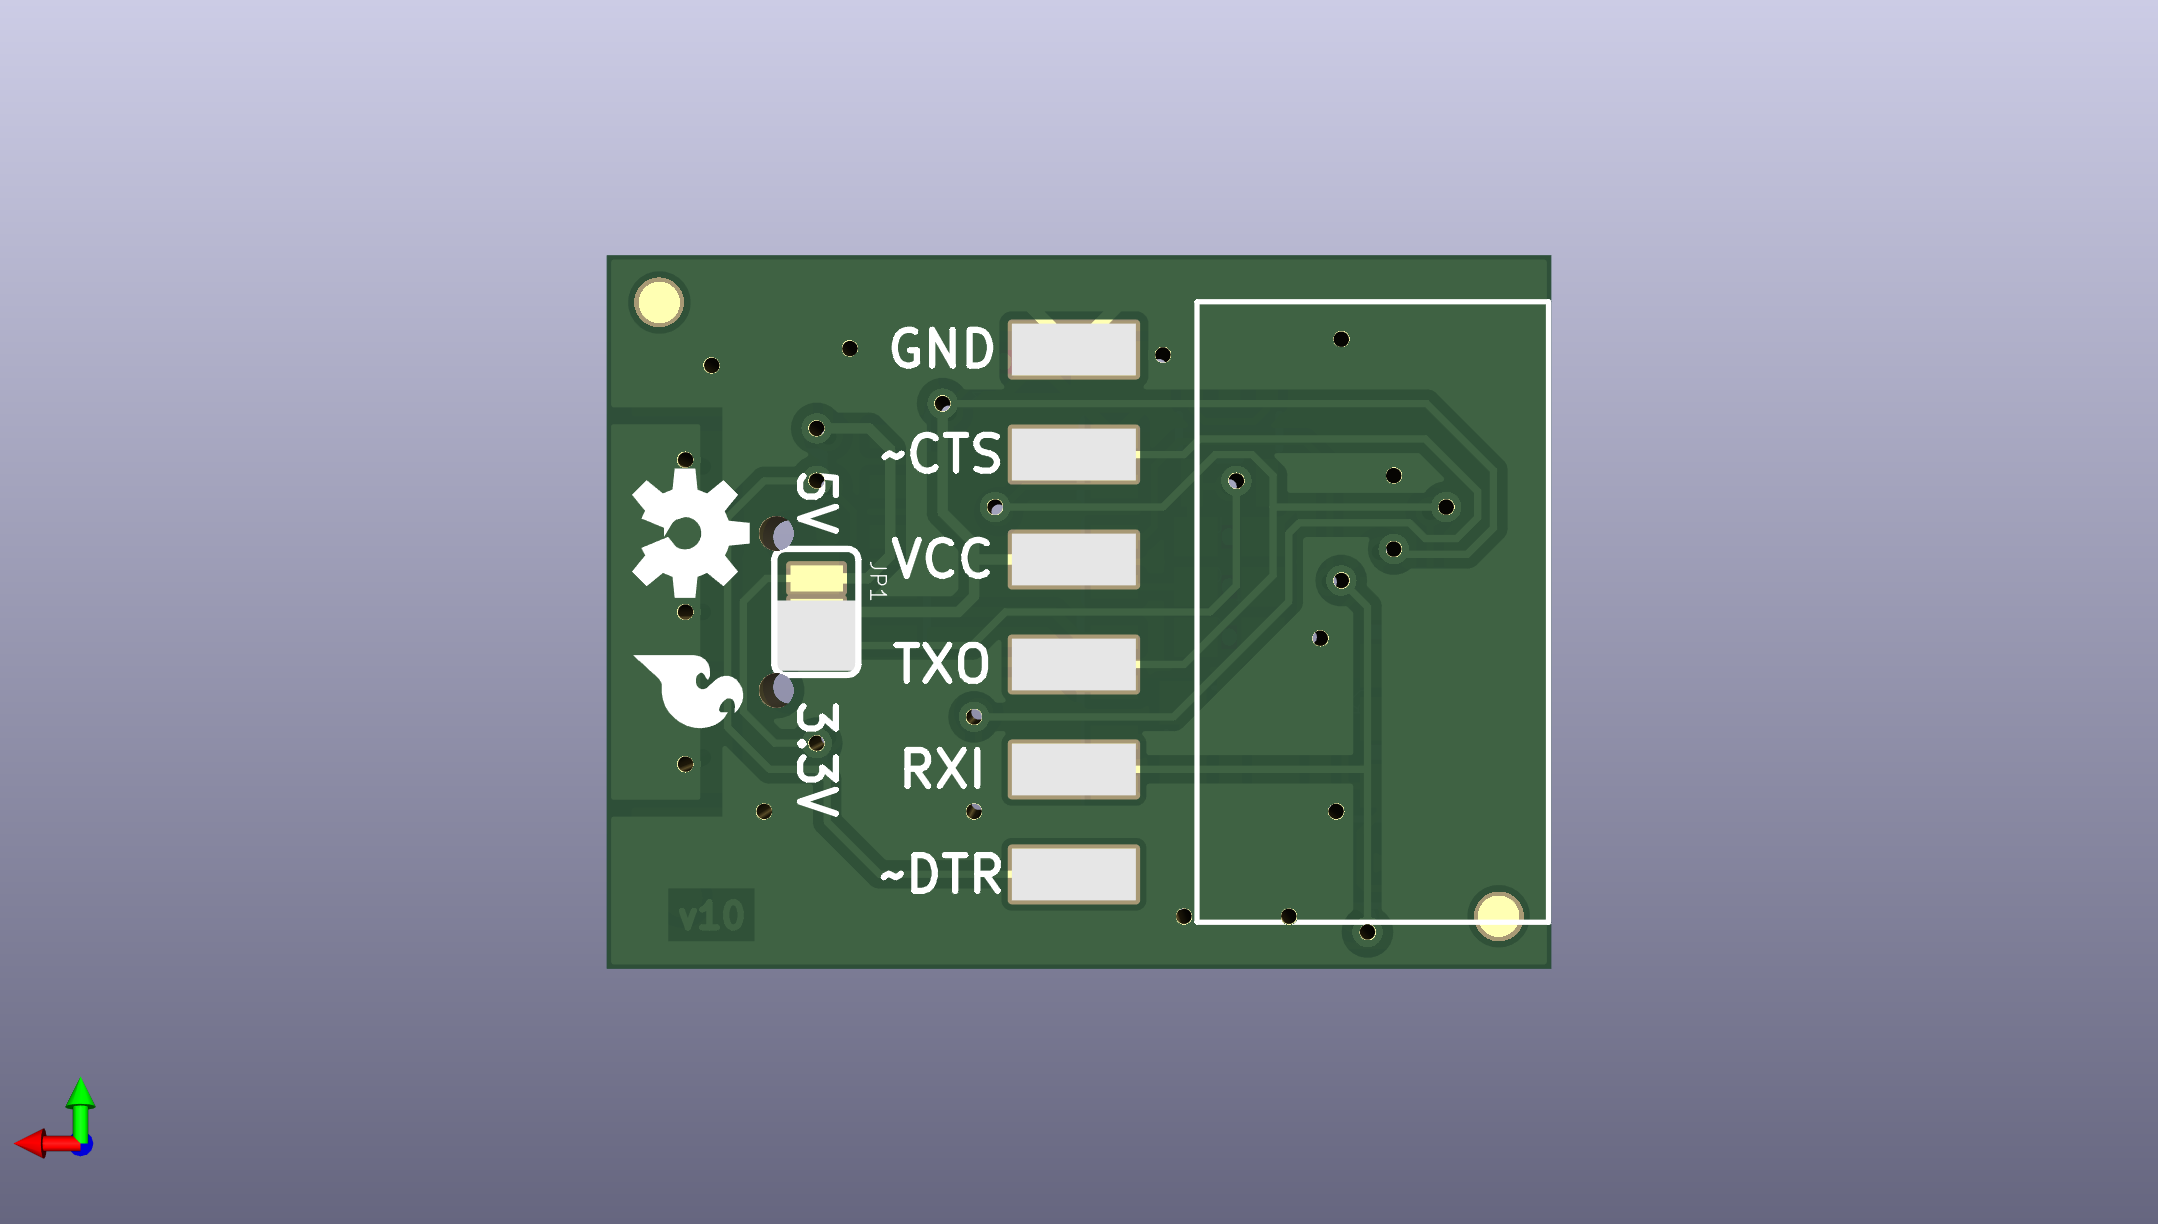 GND
~CTS
5V
VCC
JP1
TXO
3.3V
RXI
~DTR
v10